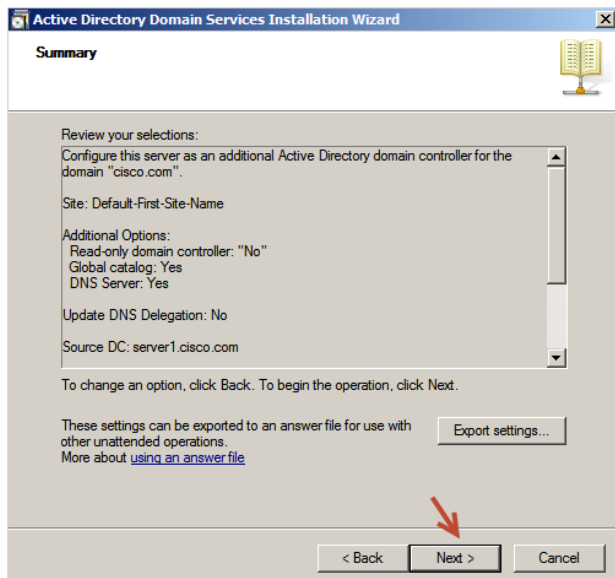 Active Directory Domain Services Installation Wizard
Summary
Review your selections:
Configure this server as an additional Active Directory domain controller for the
domain "cisco.com".
Site: Default-First-Site-Name
Additional Options:
Read-only domain controller: "No"
Global catalog: Yes
DNS Server: Yes
Update DNS Delegation: No
Source DC: server1.cisco.com
To change an option, click Back. To begin the operation, click Next.
These settings can be exported to an answer file for use with
other unattended operations.
More about using an answer file
Export settings...
< Back
Next >
Cancel